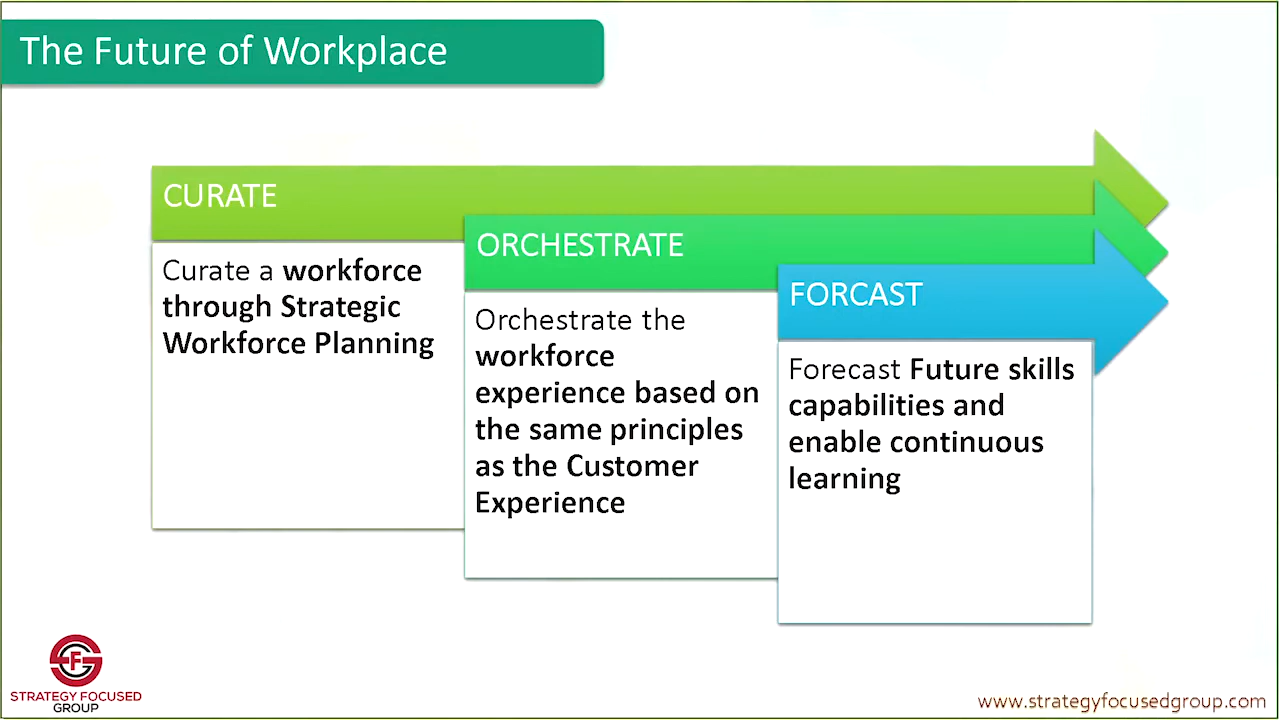 The Future of Workplace
CURATE
Curate a workforce
through Strategic
Workforce Planning
ORCHESTRATE
Orchestrate the
workforce
experience based on
the same principles
as the Customer
Experience
FORCAST
Forecast Future skills
capabilities and
enable continuous
learning
SFG
STRATEGY FOCUSED
GROUP
www.strategyfocusedgroup.com